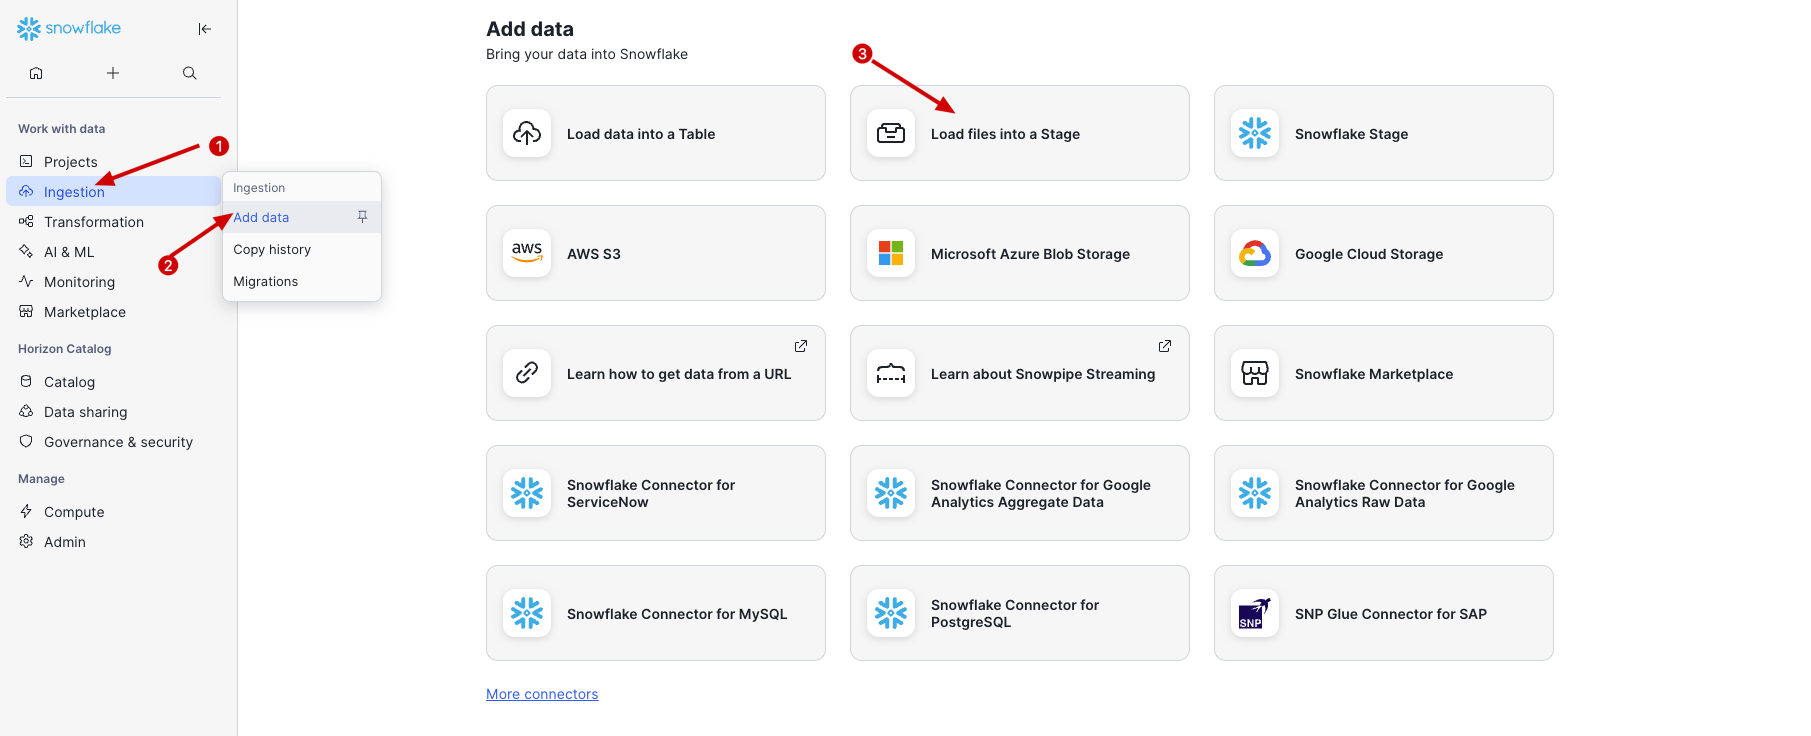 snowflake
Work with data
Projects
Ingestion
Transformation
AI & ML
Monitoring
Marketplace
Horizon Catalog
Catalog
Data sharing
Governance & security
Manage
Compute
Admin
1
2
Ingestion
Add data
Copy history
Migrations
Add data
Bring your data into Snowflake
3
Load data into a Table
Load files into a Stage
Snowflake Stage
aws
AWS S3
Microsoft Azure Blob Storage
Google Cloud Storage
Learn how to get data from a URL
Learn about Snowpipe Streaming
Snowflake Marketplace
Snowflake Connector for
ServiceNow
Snowflake Connector for Google
Analytics Aggregate Data
Snowflake Connector for Google
Analytics Raw Data
Snowflake Connector for MySQL
Snowflake Connector for
PostgreSQL
SNP
SNP Glue Connector for SAP
More connectors